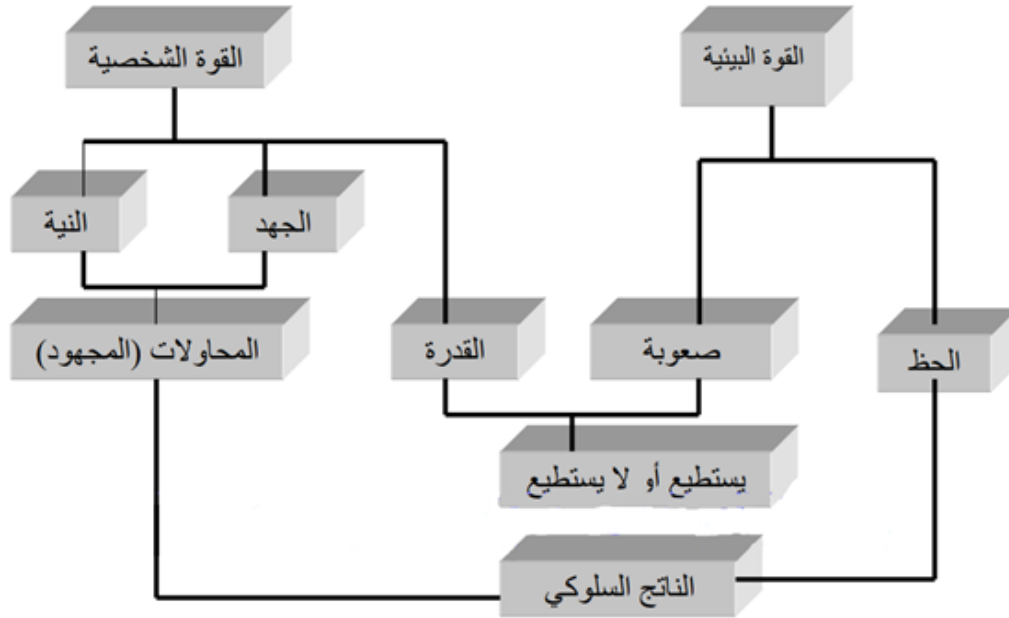 القوة الشخصية
القوة البيئية
النية
الجهد
المحاولات (المجهود)
القدرة
صعوبة
الحظ
يستطيع أو لا يستطيع
الناتج السلوكي